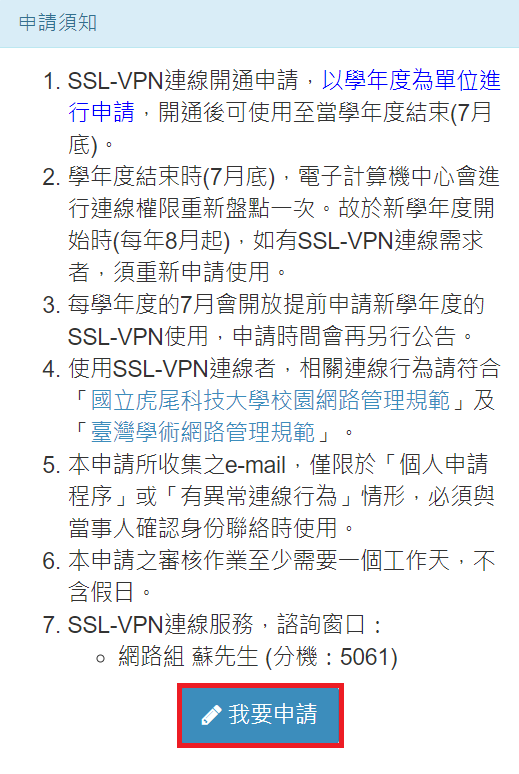 申請須知
1. SSL-VPN連線開通申請，以學年度為單位進
行申請，開通後可使用至當學年度結束(7月
底)。
2. 學年度結束時(7月底)，電子計算機中心會進
行連線權限重新盤點一次。故於新學年度開
始時(每年8月起)，如有SSL-VPN連線需求
者，須重新申請使用。
3. 每學年度的7月會開放提前申請新學年度的
SSL-VPN使用，申請時間會再另行公告。
4. 使用SSL-VPN連線者，相關連線行為請符合
「國立虎尾科技大學校園網路管理規範」及
「臺灣學術網路管理規範」。
5. 本申請所收集之e-mail，僅限於「個人申請
程序」或「有異常連線行為」情形，必須與
當事人確認身份聯絡時使用。
6. 本申請之審核作業至少需要一個工作天，不
含假日。
7. SSL-VPN連線服務，諮詢窗口：
網路組 蘇先生 (分機：5061)
我要申請